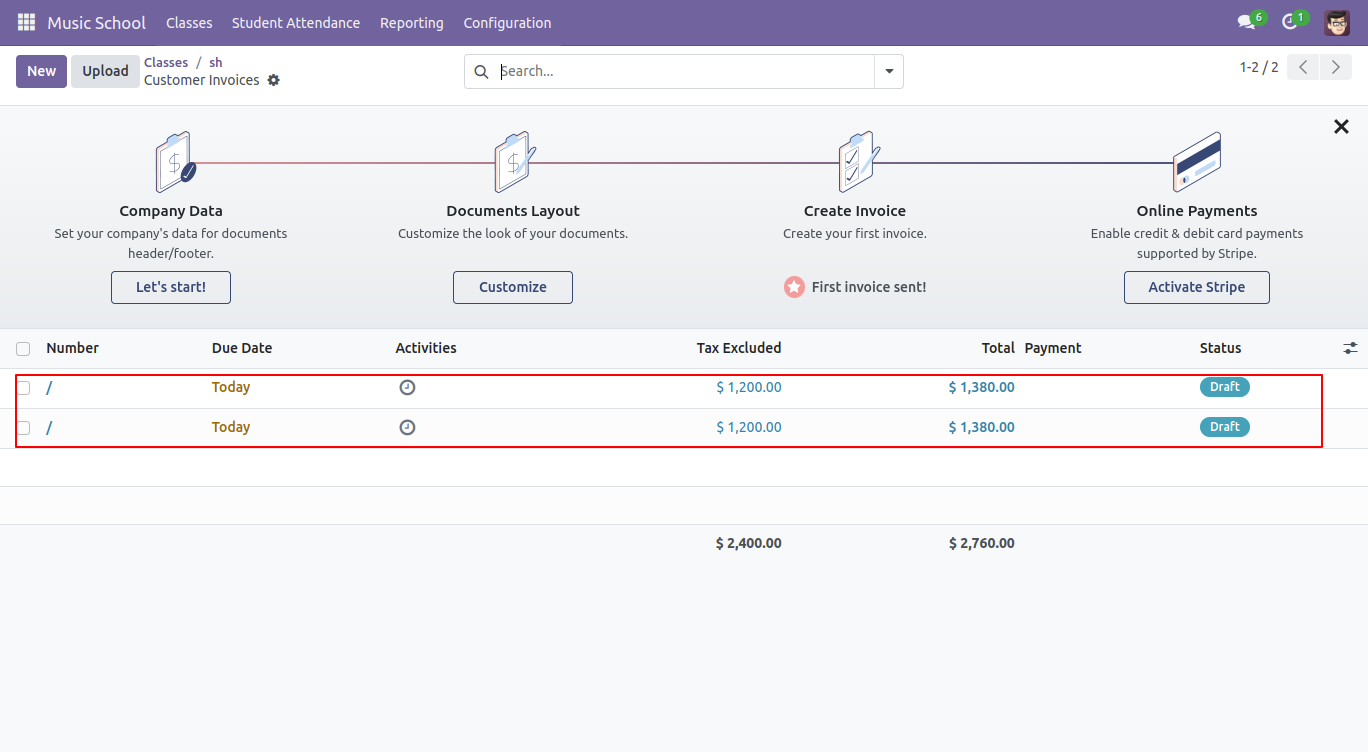 Music School Classes Student Attendance Reporting Configuration 6 1
New Upload Classes / sh
Customer Invoices
Search...
1-2 / 2
Company Data
Set your company's data for documents
header/footer.
Let's start!
Documents Layout
Customize the look of your documents.
Customize
Create Invoice
Create your first invoice.
First invoice sent!
Online Payments
Enable credit & debit card payments
supported by Stripe.
Activate Stripe
Number Due Date Activities Tax Excluded Total Payment Status
/ Today $ 1,200.00 $ 1,380.00 Draft
/ Today $ 1,200.00 $ 1,380.00 Draft
$ 2,400.00 $ 2,760.00